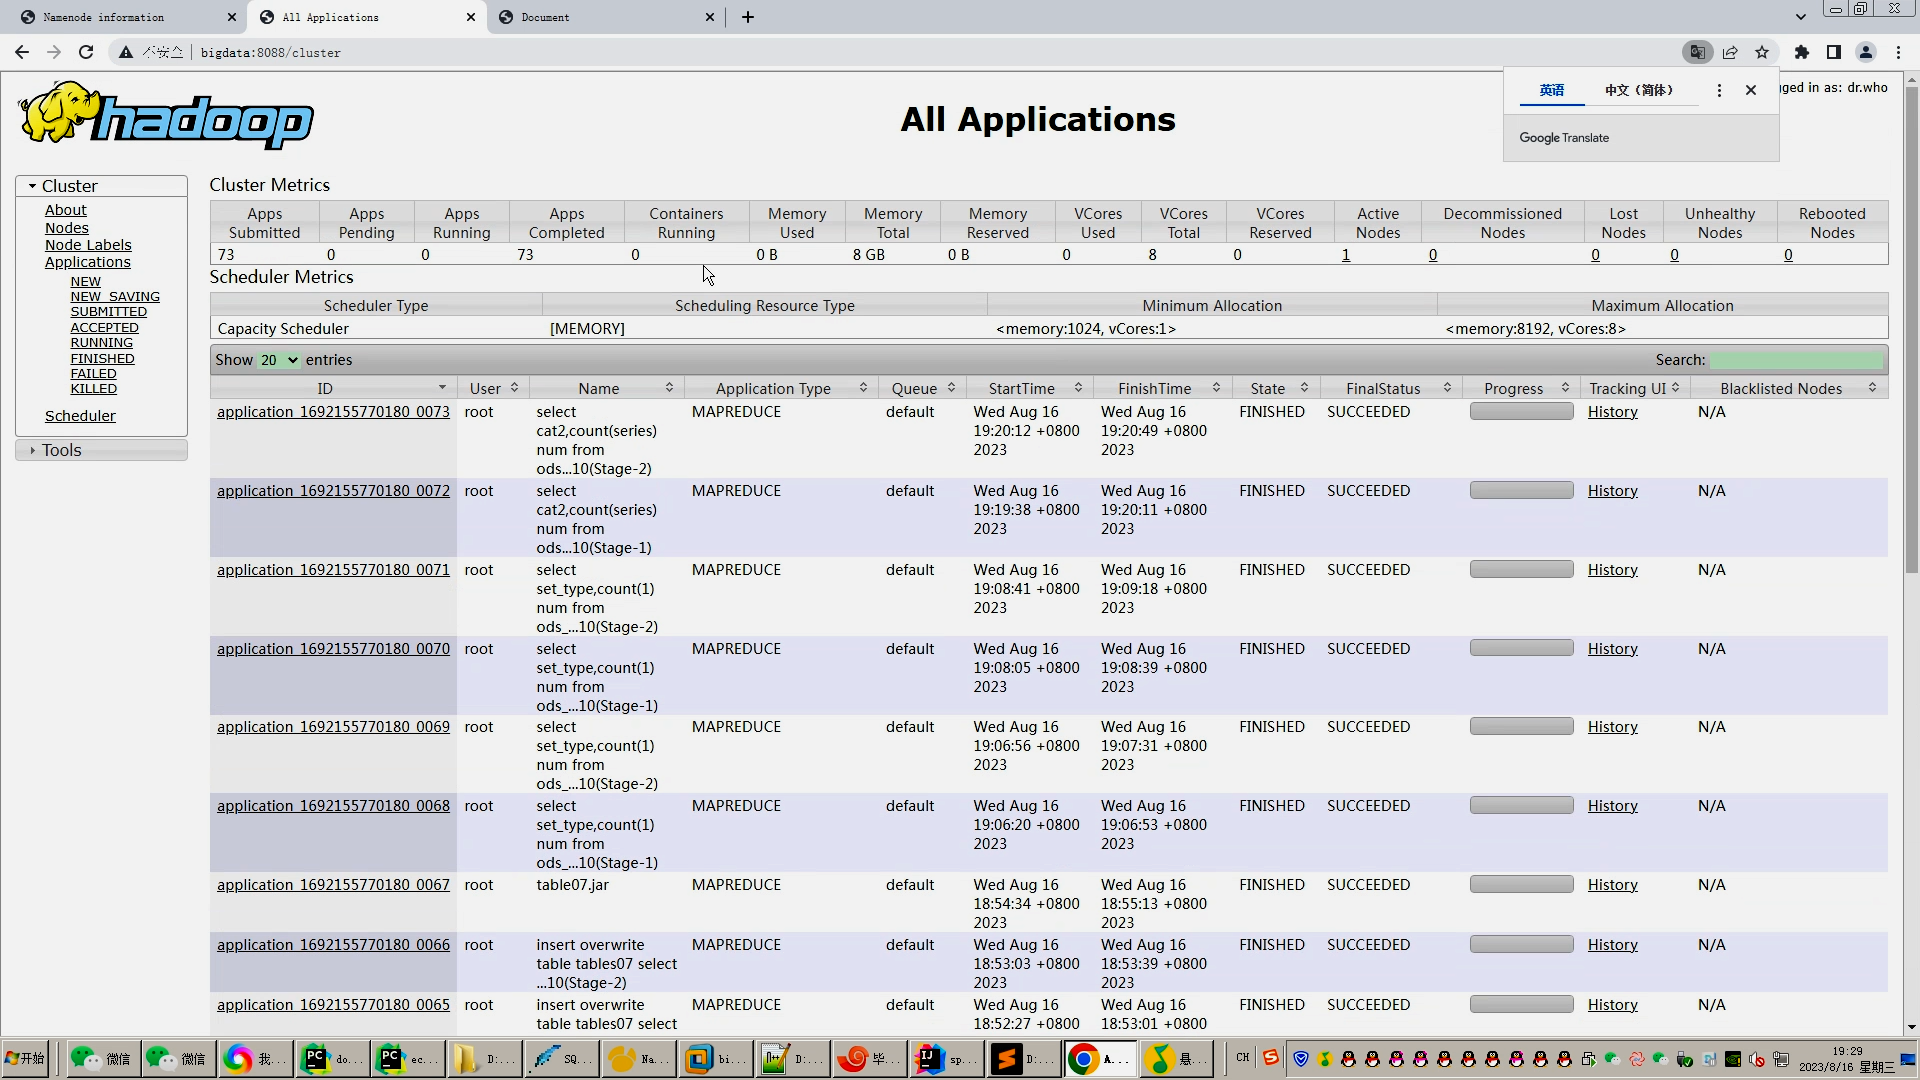 Namenode information
All Applications
Document
不安全
bigdata:8088/cluster
英语
中文（简体）
Google Translate
gged in as: dr.who
hadoop
All Applications
Cluster
About
Nodes
Node Labels
Applications
NEW
NEW_SAVING
SUBMITTED
ACCEPTED
RUNNING
FINISHED
FAILED
KILLED
Scheduler
Tools
Cluster Metrics
Apps Submitted Apps Pending Apps Running Apps Completed Containers Running Memory Used Memory Total Memory Reserved VCores Used VCores Total VCores Reserved Active Nodes Decommissioned Nodes Lost Nodes Unhealthy Nodes Rebooted Nodes
73 0 0 73 0 0 B 8 GB 0 B 0 8 0 1 0 0 0 0
Scheduler Metrics
Scheduler Type Scheduling Resource Type Minimum Allocation Maximum Allocation
Capacity Scheduler [MEMORY] <memory:1024, vCores:1> <memory:8192, vCores:8>
Show 20 entries Search:
ID User Name Application Type Queue StartTime FinishTime State FinalStatus Progress Tracking UI Blacklisted Nodes
application_1692155770180_0073 root select MAPREDUCE default Wed Aug 16 Wed Aug 16 FINISHED SUCCEEDED History N/A
cat2,count(series) 19:20:12 +0800 19:20:49 +0800
num from 2023 2023
ods...10(Stage-2)
application_1692155770180_0072 root select MAPREDUCE default Wed Aug 16 Wed Aug 16 FINISHED SUCCEEDED History N/A
cat2,count(series) 19:19:38 +0800 19:20:11 +0800
num from 2023 2023
ods...10(Stage-1)
application_1692155770180_0071 root select MAPREDUCE default Wed Aug 16 Wed Aug 16 FINISHED SUCCEEDED History N/A
set_type,count(1) 19:08:41 +0800 19:09:18 +0800
num from 2023 2023
ods_...10(Stage-2)
application_1692155770180_0070 root select MAPREDUCE default Wed Aug 16 Wed Aug 16 FINISHED SUCCEEDED History N/A
set_type,count(1) 19:08:05 +0800 19:08:39 +0800
num from 2023 2023
ods_...10(Stage-1)
application_1692155770180_0069 root select MAPREDUCE default Wed Aug 16 Wed Aug 16 FINISHED SUCCEEDED History N/A
set_type,count(1) 19:06:56 +0800 19:07:31 +0800
num from 2023 2023
ods_...10(Stage-2)
application_1692155770180_0068 root select MAPREDUCE default Wed Aug 16 Wed Aug 16 FINISHED SUCCEEDED History N/A
set_type,count(1) 19:06:20 +0800 19:06:53 +0800
num from 2023 2023
ods_...10(Stage-1)
application_1692155770180_0067 root table07.jar MAPREDUCE default Wed Aug 16 Wed Aug 16 FINISHED SUCCEEDED History N/A
18:54:34 +0800 18:55:13 +0800
2023 2023
application_1692155770180_0066 root insert overwrite MAPREDUCE default Wed Aug 16 Wed Aug 16 FINISHED SUCCEEDED History N/A
table tables07 select 18:53:03 +0800 18:53:39 +0800
...10(Stage-2) 2023 2023
application_1692155770180_0065 root insert overwrite MAPREDUCE default Wed Aug 16 Wed Aug 16 FINISHED SUCCEEDED History N/A
table tables07 select 18:52:27 +0800 18:53:01 +0800
开始 微信 微信 我... do... ec... D:... SQ... Na... bi... D:... 毕... sp... D:... A... 悬... CH
19:29
2023/8/16 星期三